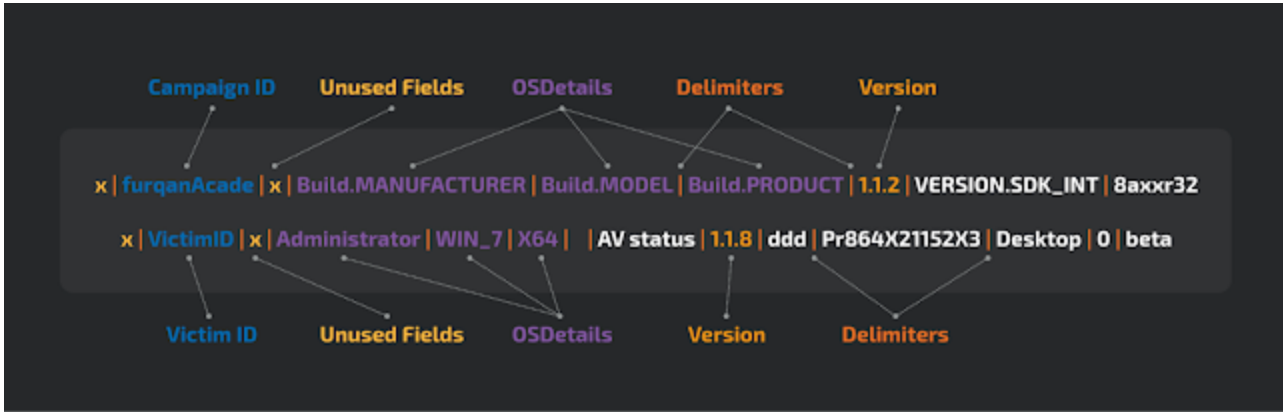 Campaign ID Unused Fields OSDetails Delimiters Version
x | furqanAcade | x | Build.MANUFACTURER | Build.MODEL | Build.PRODUCT | 1.1.2 | VERSION.SDK_INT | 8axxr32
x | VictimID | x | Administrator | WIN_7 | X64 | | AV status | 1.1.8 | ddd | Pr864X21152X3 | Desktop | 0 | beta
Victim ID Unused Fields OSDetails Version Delimiters